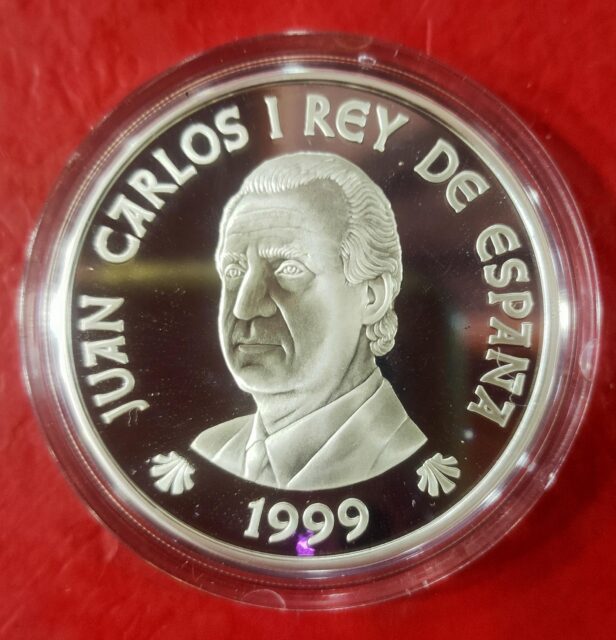 JUAN CARLOS I REY DE ESPAÑA
1999